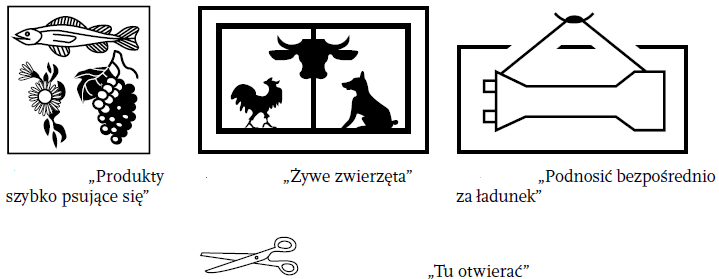 „Produkty
szybko psujące się”
„Żywe zwierzęta”
„Podnosić bezpośrednio
za ładunek”
„Tu otwierać”